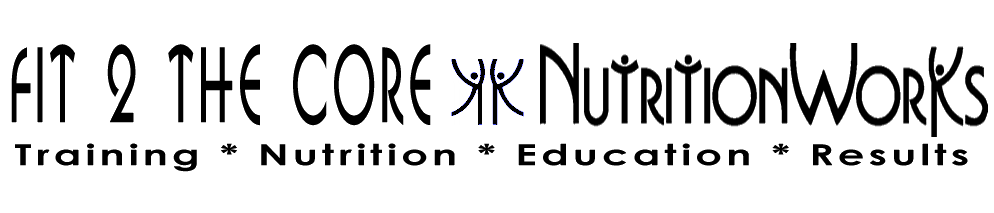 FIT 2 THE CORE NUTRITIONWORKS
Training * Nutrition * Education * Results